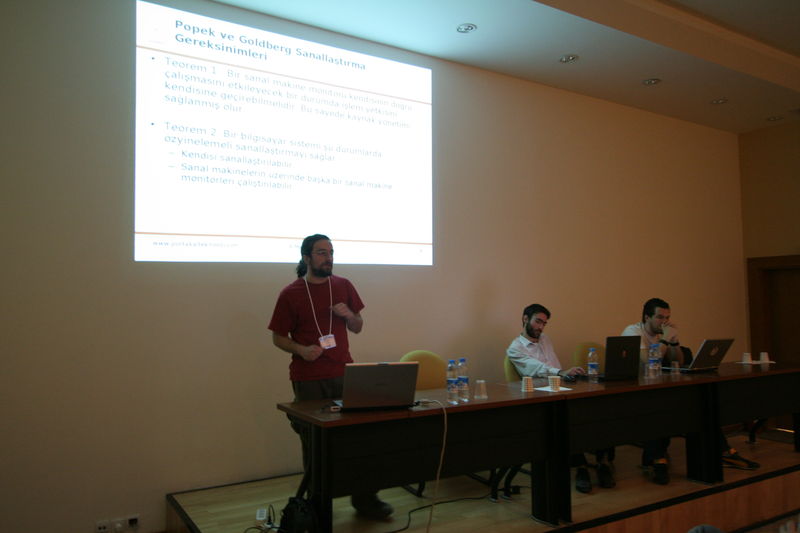 Popek ve Goldberg Sanallaştırma
Gereksinimleri
• Teorem 1 Bir sanal makine monitörü kendisinin doğru
çalışmasını etkileyecek bir durumda işlem yetkisini
kendisine geçirebilmelidir. Bu sayede kaynak yönetimi
sağlanmış olur.
• Teorem 2 Bir bilgisayar sistemi şu durumlarda
özyinelemeli sanallaştırmayı sağlar
– Kendisi sanallaştırılabilir
– Sanal makinelerin üzerinde başka bir sanal makine
monitörleri çalıştırılabilir